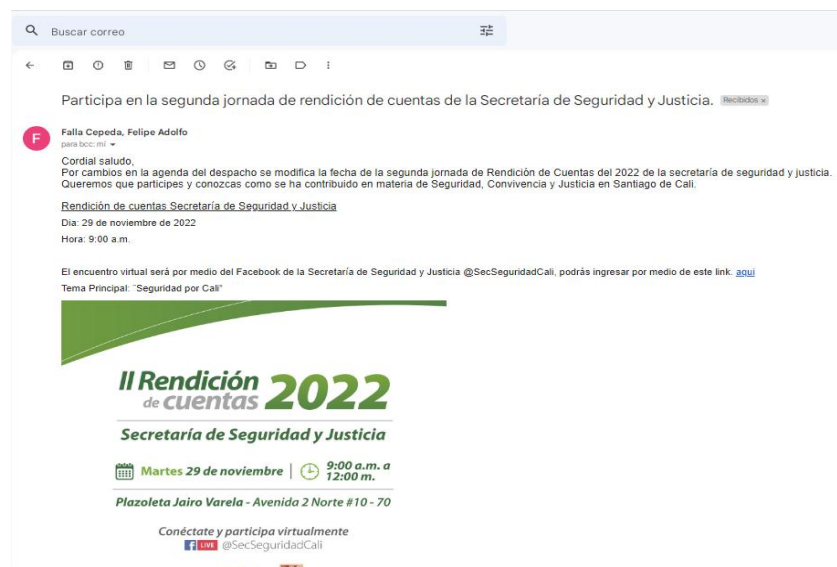 Buscar correo
Participa en la segunda jornada de rendición de cuentas de la Secretaría de Seguridad y Justicia. Recibidos x
F
Falla Cepeda, Felipe Adolfo
para bcc: mí
Cordial saludo,
Por cambios en la agenda del despacho se modifica la fecha de la segunda jornada de Rendición de Cuentas del 2022 de la secretaría de seguridad y justicia.
Queremos que participes y conozcas como se ha contribuido en materia de Seguridad, Convivencia y Justicia en Santiago de Cali.
Rendición de cuentas Secretaría de Seguridad y Justicia
Dia: 29 de noviembre de 2022
Hora: 9:00 a.m.
El encuentro virtual será por medio del Facebook de la Secretaría de Seguridad y Justicia @SecSeguridadCali, podrás ingresar por medio de este link. aquí
Tema Principal: ¨Seguridad por Cali"
II Rendición
de cuentas 2022
Secretaría de Seguridad y Justicia
Martes 29 de noviembre | 9:00 a.m. a
12:00 m.
Plazoleta Jairo Varela - Avenida 2 Norte #10 - 70
Conéctate y participa virtualmente
f LIVE @SecSeguridadCali